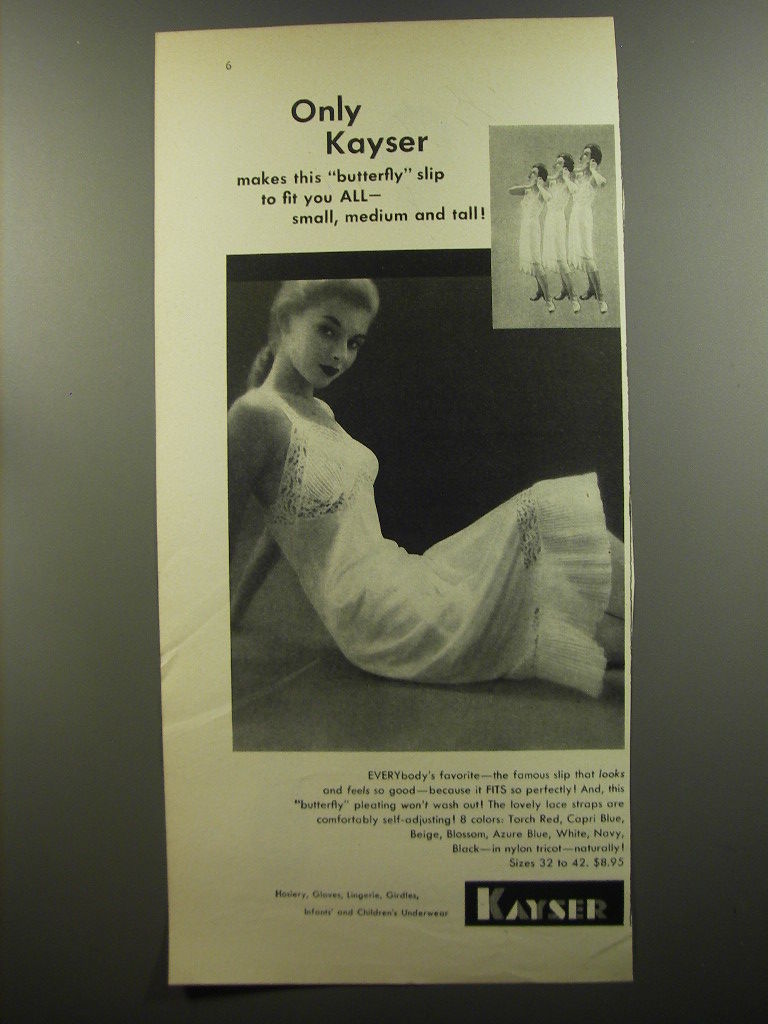 6
Only
Kayser
makes this "butterfly" slip
to fit you ALL—
small, medium and tall!
EVERYbody's favorite—the famous slip that looks
and feels so good—because it FITS so perfectly! And, this
"butterfly" pleating won't wash out! The lovely lace straps are
comfortably self-adjusting! 8 colors: Torch Red, Capri Blue,
Beige, Blossom, Azure Blue, White, Navy,
Black—in nylon tricot—naturally!
Sizes 32 to 42. $8.95
Hosiery, Gloves, Lingerie, Girdles,
Infants' and Children's Underwear
KAYSER